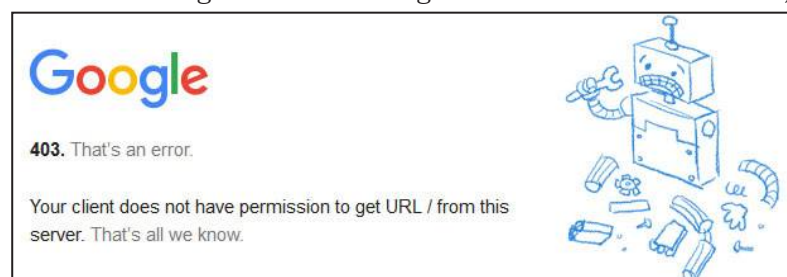 Google
403. That's an error.
Your client does not have permission to get URL / from this
server. That's all we know.